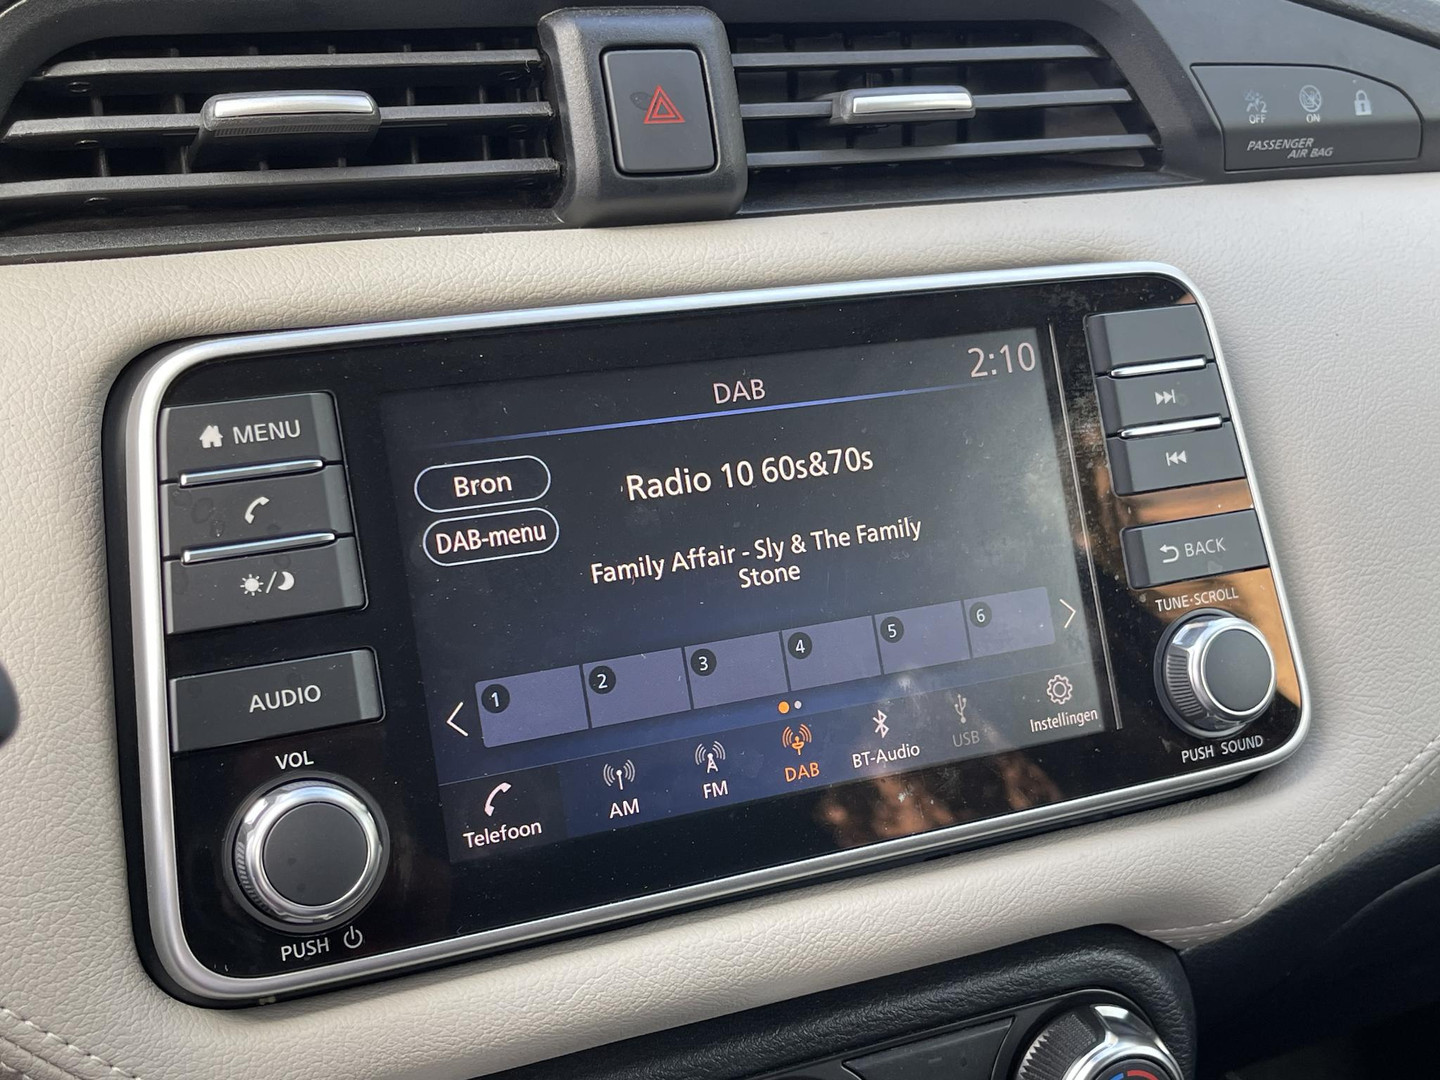 2 OFF
ON
PASSENGER
AIR BAG
MENU
AUDIO
VOL
PUSH
DAB
2:10
Bron
DAB-menu
Radio 10 60s&70s
Family Affair - Sly & The Family
Stone
1
2
3
4
5
6
Telefoon
AM
FM
DAB
BT-Audio
USB
Instellingen
BACK
TUNE·SCROLL
PUSH SOUND